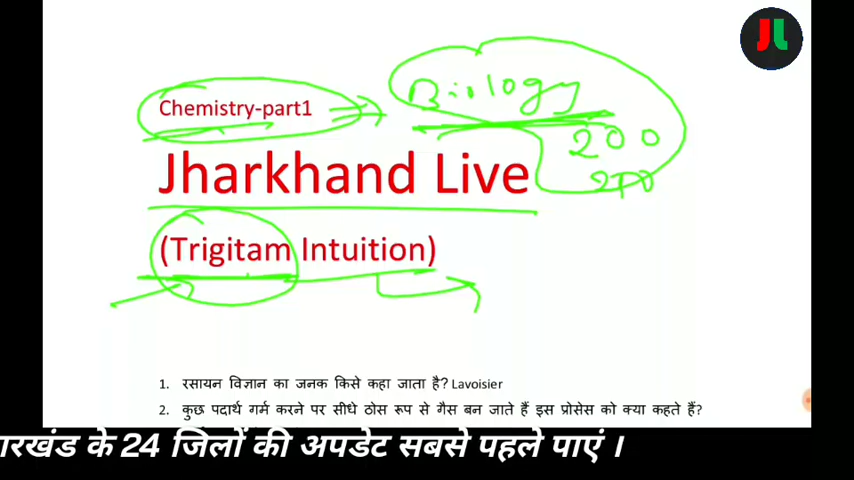 JL
Chemistry-part1
Biology
200
Jharkhand Live
(Trigitam Intuition)
1. रसायन विज्ञान का जनक किसे कहा जाता है? Lavoisier
2. कुछ पदार्थ गर्म करने पर सीधे ठोस रूप से गैस बन जाते हैं इस प्रोसेस को क्या कहते हैं?
ारखंड के 24 जिलों की अपडेट सबसे पहले पाएं ।